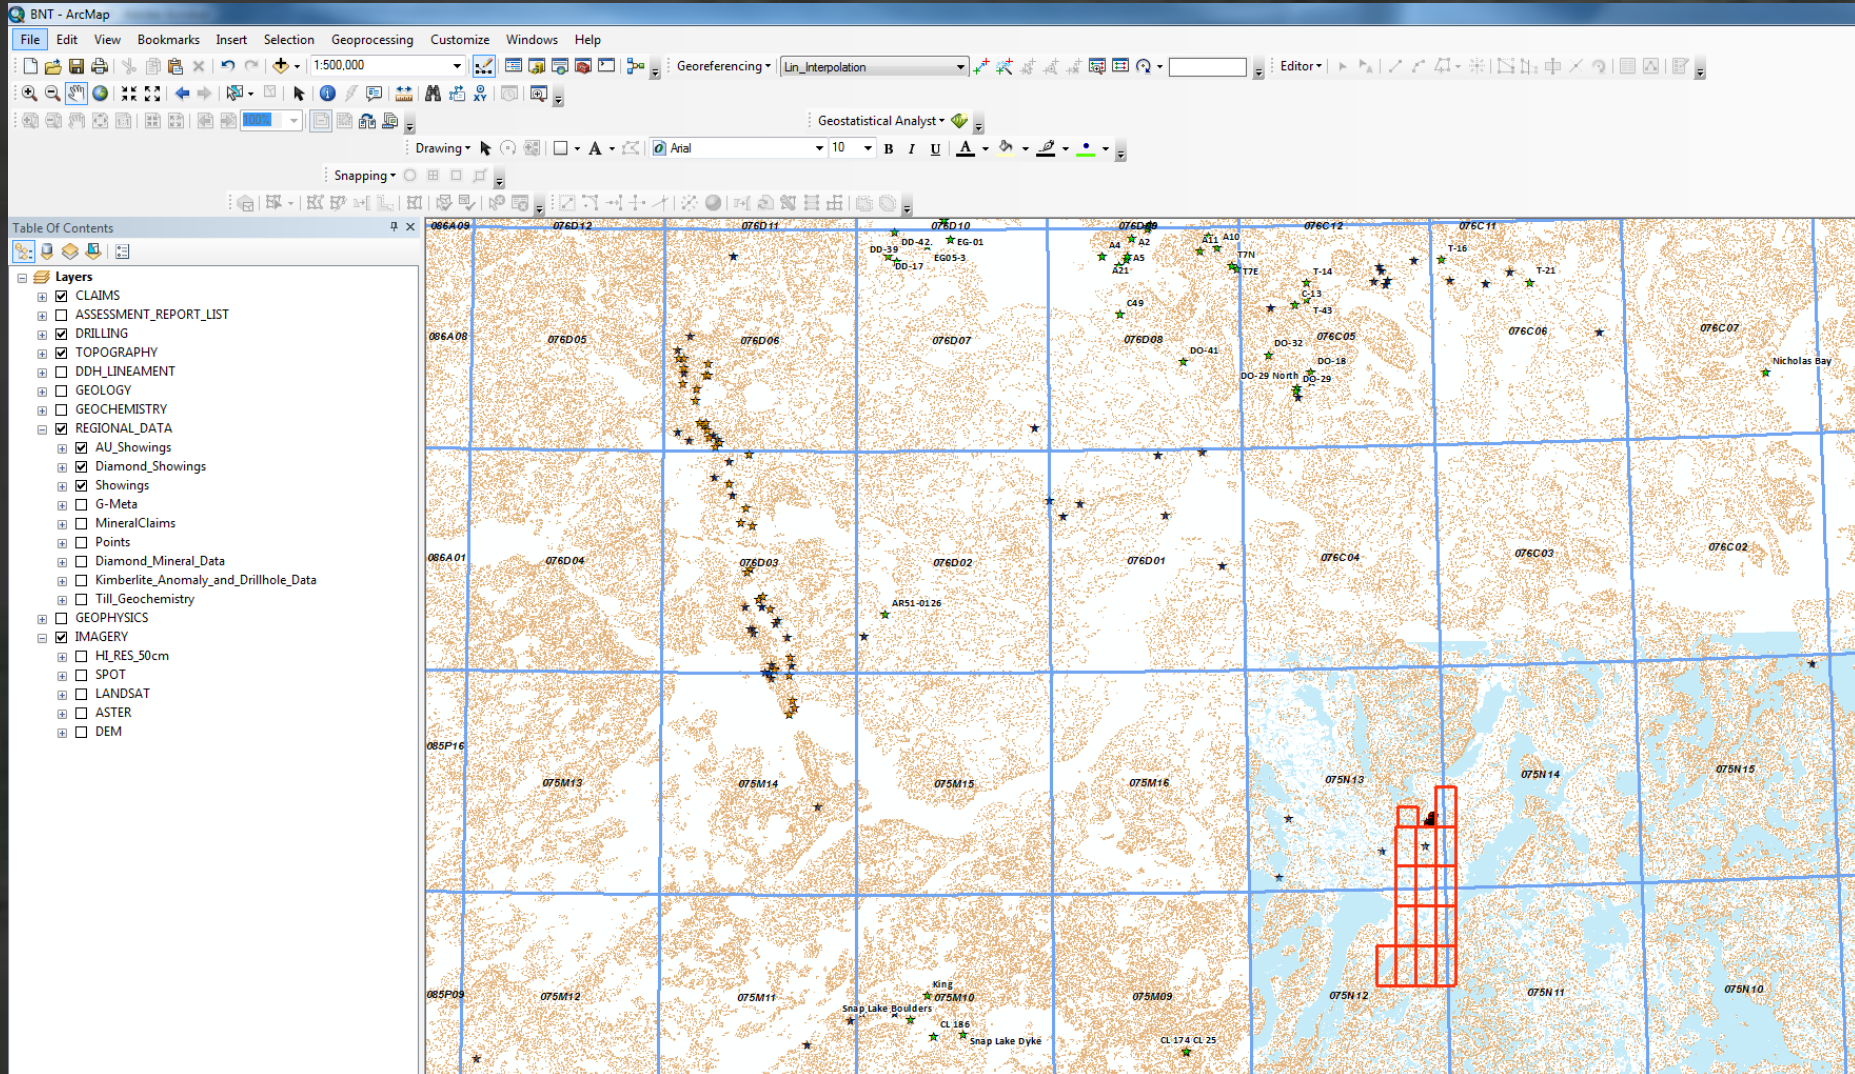 BNT - ArcMap
File Edit View Bookmarks Insert Selection Geoprocessing Customize Windows Help
1:500,000 Georeferencing Lin_Interpolation Editor
100% Geostatistical Analyst
Drawing A Arial 10 B I U A
Snapping
Table Of Contents
Layers
CLAIMS
ASSESSMENT_REPORT_LIST
DRILLING
TOPOGRAPHY
DDH_LINEAMENT
GEOLOGY
GEOCHEMISTRY
REGIONAL_DATA
AU_Showings
Diamond_Showings
Showings
G-Meta
MineralClaims
Points
Diamond_Mineral_Data
Kimberlite_Anomaly_and_Drillhole_Data
Till_Geochemistry
GEOPHYSICS
IMAGERY
HI_RES_50cm
SPOT
LANDSAT
ASTER
DEM
086A09 076D12 076D11 076D10 076D09 076C12 076C11
DD-42 EG-01 A4 A2 A11 A10
DD-39 EG05-3 A5 T7N T-16
DD-17 A21 T7E T-14 T-21
C-13
C49 T-43
086A08 076D05 076D06 076D07 076D08 076C05 076C06 076C07
DO-41 DO-32 DO-18 Nicholas Bay
DO-29 North DO-29
086A01 076D04 076D03 076D02 076D01 076C04 076C03 076C02
AR51-0126
085P16
075M13 075M14 075M15 075M16 075N13 075N14 075N15
King
085P09 075M12 075M11 075M10 075M09 075N12 075N11 075N10
Snap Lake Boulders
CL 186
Snap Lake Dyke CL 174 CL 25